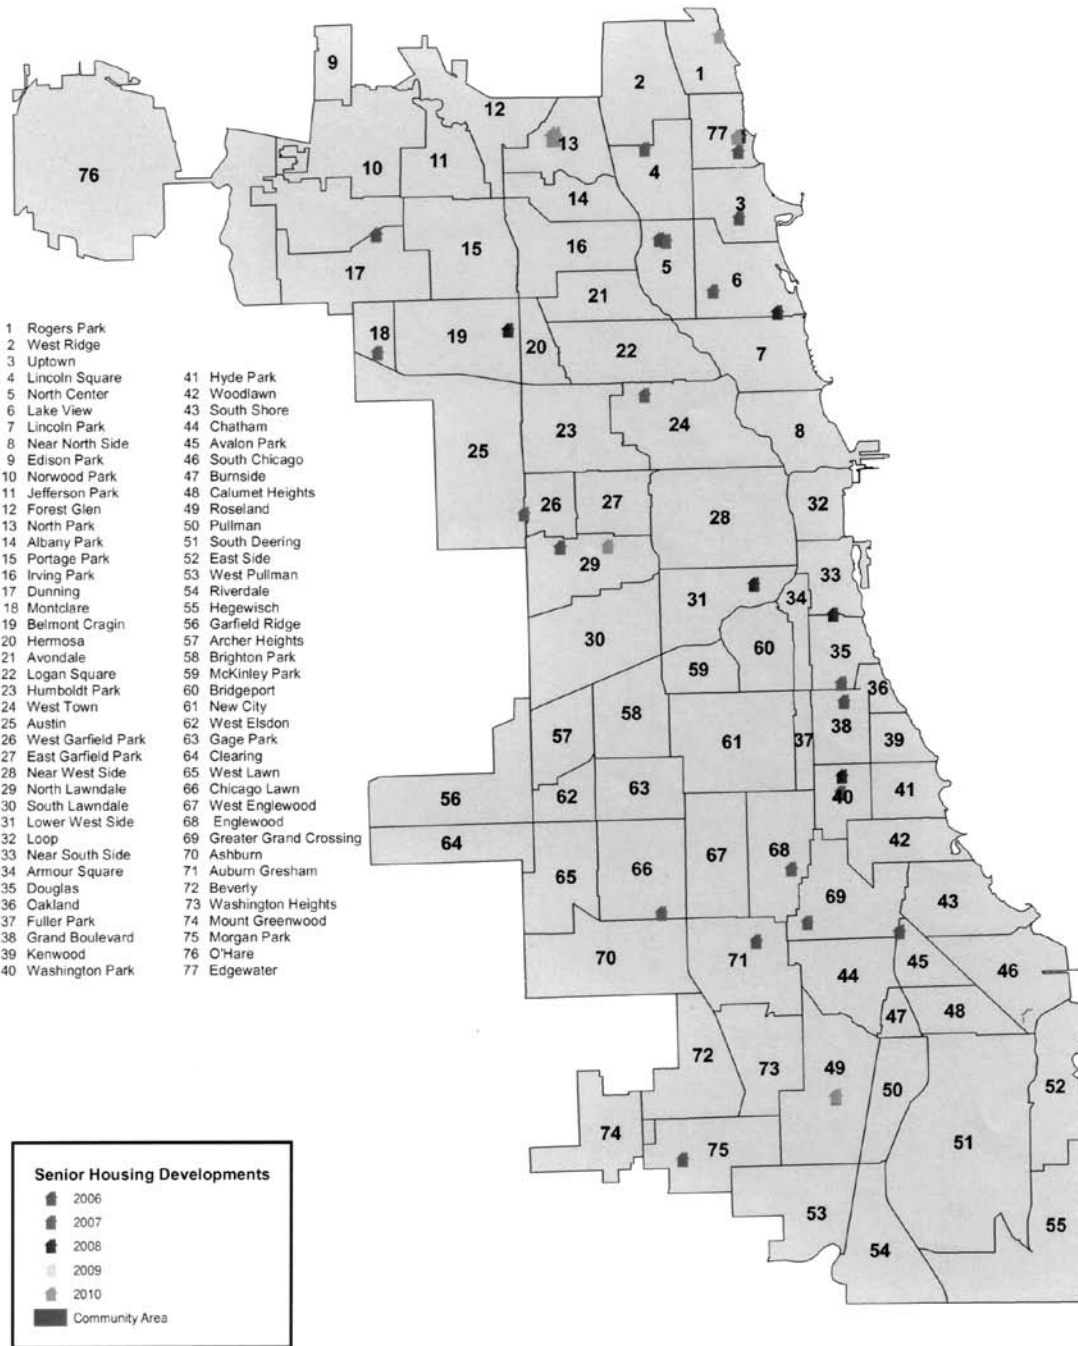 9
1
2
12
77
13
76
10
11
4
14
3
15
16
5
6
17
21
18
19
20
22
7
1 Rogers Park
2 West Ridge
3 Uptown
4 Lincoln Square
5 North Center
6 Lake View
7 Lincoln Park
8 Near North Side
9 Edison Park
10 Norwood Park
11 Jefferson Park
12 Forest Glen
13 North Park
14 Albany Park
15 Portage Park
16 Irving Park
17 Dunning
18 Montclare
19 Belmont Cragin
20 Hermosa
21 Avondale
22 Logan Square
23 Humboldt Park
24 West Town
25 Austin
26 West Garfield Park
27 East Garfield Park
28 Near West Side
29 North Lawndale
30 South Lawndale
31 Lower West Side
32 Loop
33 Near South Side
34 Armour Square
35 Douglas
36 Oakland
37 Fuller Park
38 Grand Boulevard
39 Kenwood
40 Washington Park
41 Hyde Park
42 Woodlawn
43 South Shore
44 Chatham
45 Avalon Park
46 South Chicago
47 Burnside
48 Calumet Heights
49 Roseland
50 Pullman
51 South Deering
52 East Side
53 West Pullman
54 Riverdale
55 Hegewisch
56 Garfield Ridge
57 Archer Heights
58 Brighton Park
59 McKinley Park
60 Bridgeport
61 New City
62 West Elsdon
63 Gage Park
64 Clearing
65 West Lawn
66 Chicago Lawn
67 West Englewood
68 Englewood
69 Greater Grand Crossing
70 Ashburn
71 Auburn Gresham
72 Beverly
73 Washington Heights
74 Mount Greenwood
75 Morgan Park
76 O'Hare
77 Edgewater
23
24
8
25
26
27
28
32
29
33
31
34
30
60
35
59
36
58
57
61
37
38
39
56
62
63
40
41
64
65
66
67
68
42
69
43
70
71
44
45
46
47
48
72
73
49
50
52
74
75
51
53
54
55
Senior Housing Developments
2006
2007
2008
2009
2010
Community Area